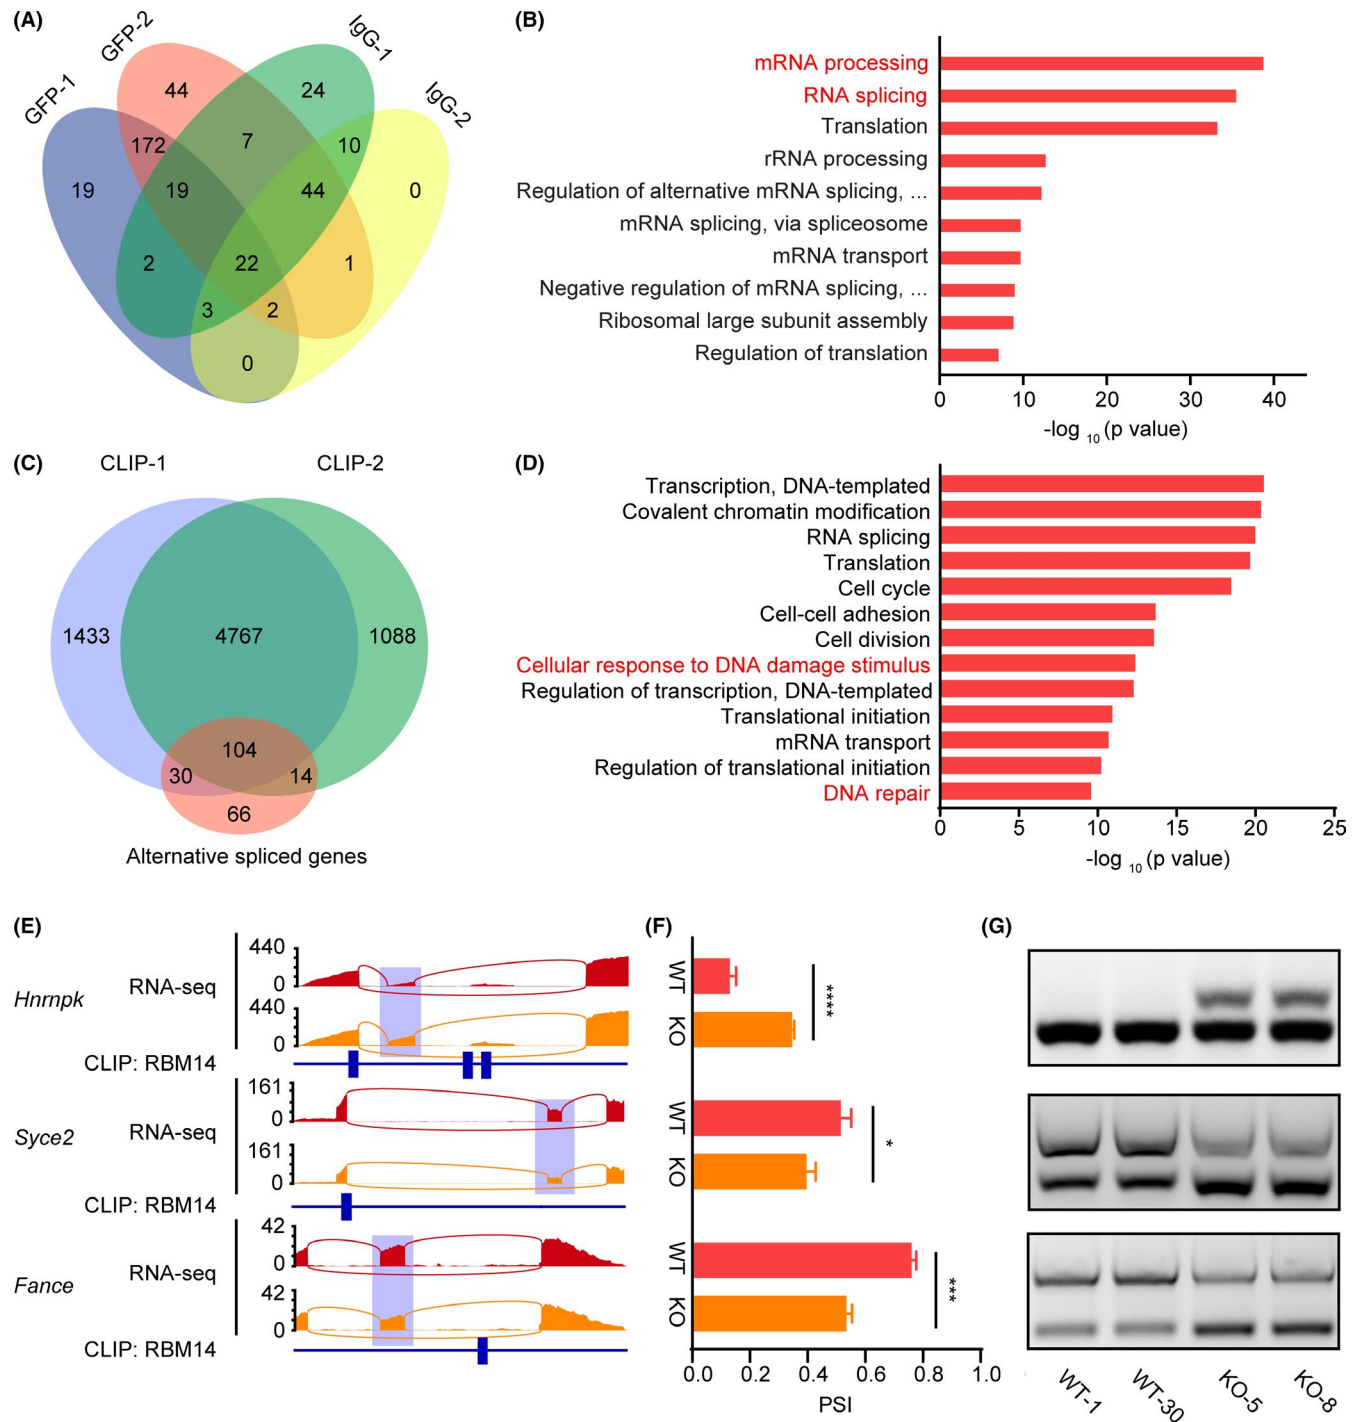 (A)
GFP-1
GFP-2
IgG-1
IgG-2
44
24
172
7
10
19
19
44
0
2
22
1
3
2
0
(B)
mRNA processing
RNA splicing
Translation
rRNA processing
Regulation of alternative mRNA splicing, ...
mRNA splicing, via spliceosome
mRNA transport
Negative regulation of mRNA splicing, ...
Ribosomal large subunit assembly
Regulation of translation
0 10 20 30 40
-log 10 (p value)
(C)
CLIP-1 CLIP-2
1433 4767 1088
104
30 14
66
Alternative spliced genes
(D)
Transcription, DNA-templated
Covalent chromatin modification
RNA splicing
Translation
Cell cycle
Cell-cell adhesion
Cell division
Cellular response to DNA damage stimulus
Regulation of transcription, DNA-templated
Translational initiation
mRNA transport
Regulation of translational initiation
DNA repair
0 5 10 15 20 25
-log 10 (p value)
(E)
Hnrnpk
RNA-seq
440
0
440
0
CLIP: RBM14
Syce2
RNA-seq
161
0
161
0
CLIP: RBM14
Fance
RNA-seq
42
0
42
0
CLIP: RBM14
(F)
WT
KO
****
WT
KO
*
WT
KO
***
0.0 0.2 0.4 0.6 0.8 1.0
PSI
(G)
WT-1 WT-30 KO-5 KO-8